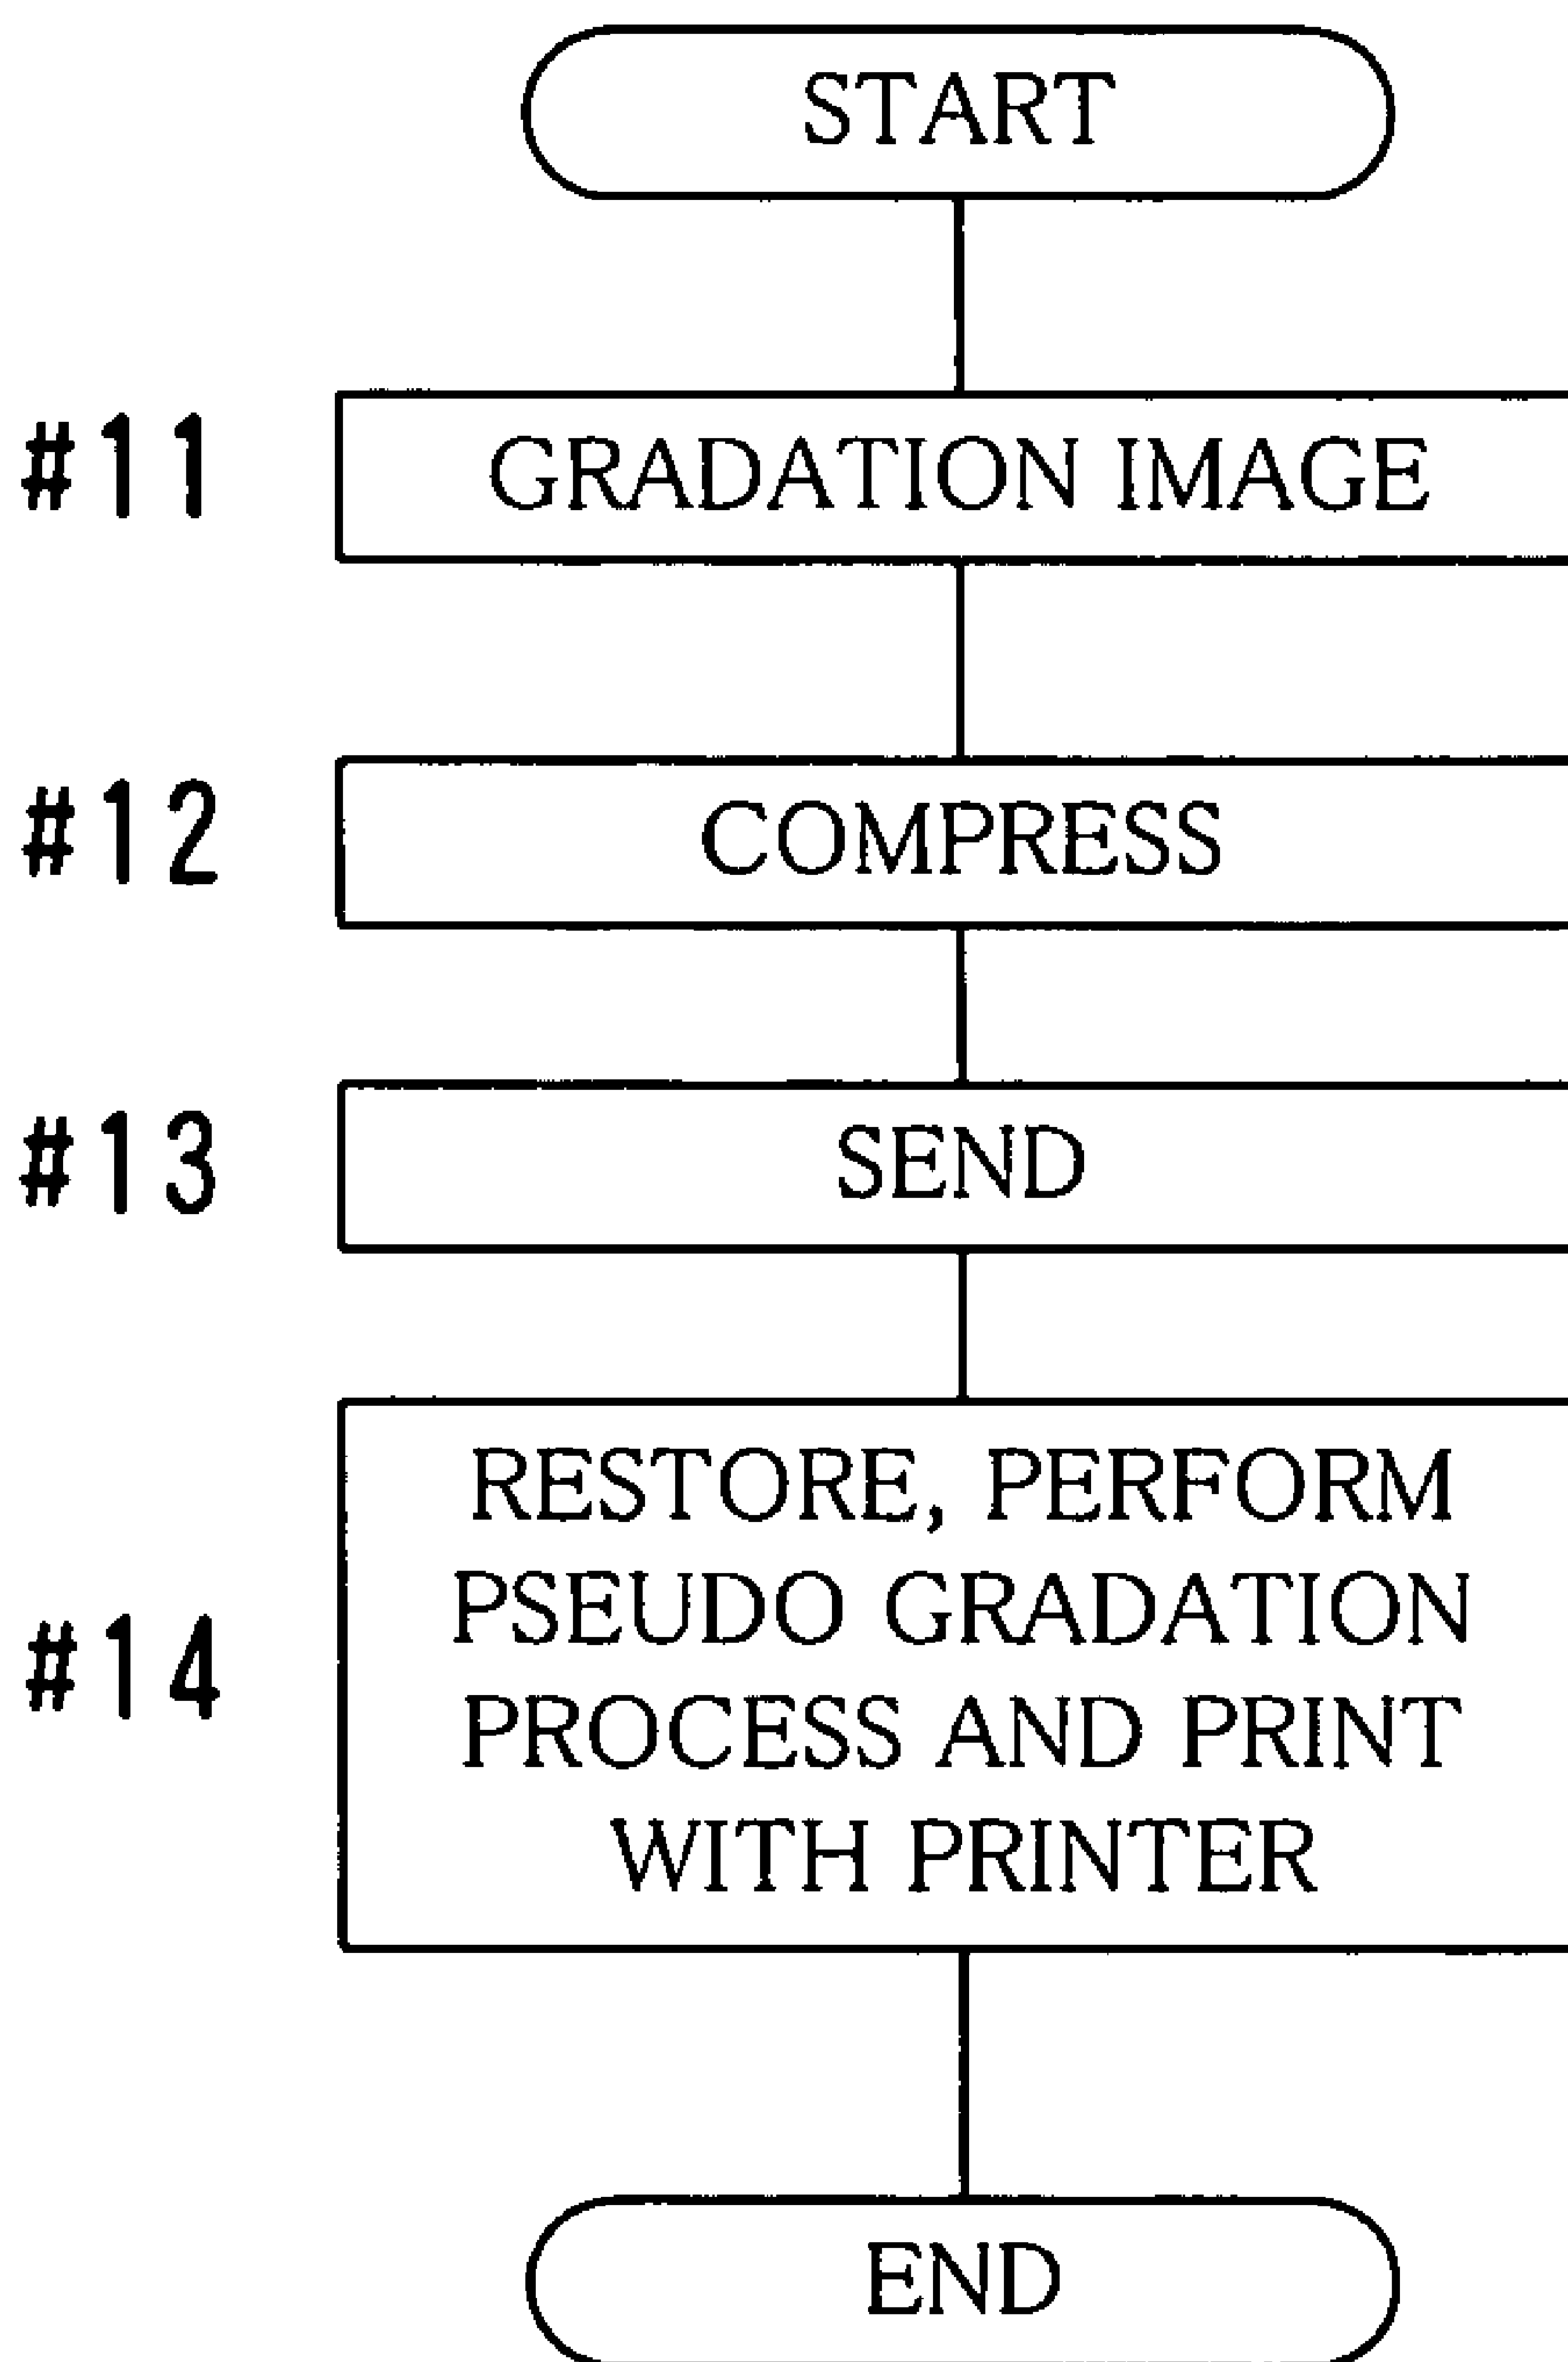 START
#11
GRADATION IMAGE
#12
COMPRESS
#13
SEND
#14
RESTORE, PERFORM
PSEUDO GRADATION
PROCESS AND PRINT
WITH PRINTER
END